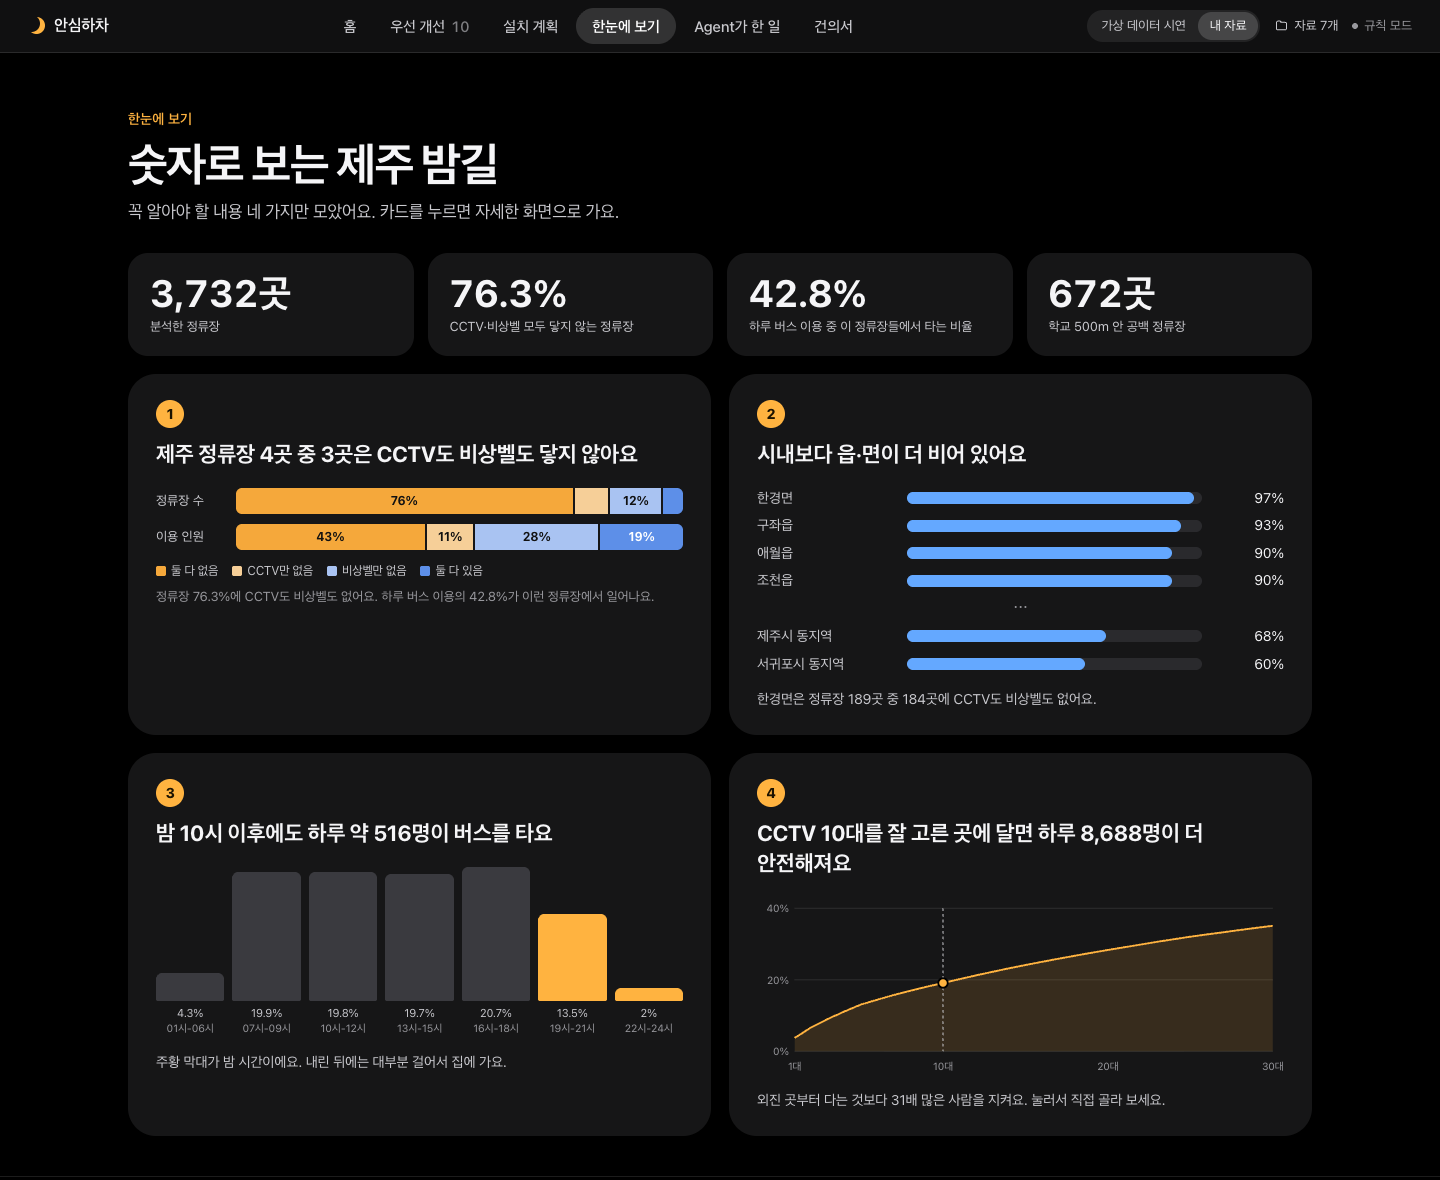 안심하차
홈
우선 개선 10
설치 계획
한눈에 보기
Agent가 한 일
건의서
가상 데이터 시연
내 자료
자료 7개
규칙 모드
한눈에 보기
숫자로 보는 제주 밤길
꼭 알아야 할 내용 네 가지만 모았어요. 카드를 누르면 자세한 화면으로 가요.
3,732곳
분석한 정류장
76.3%
CCTV·비상벨 모두 닿지 않는 정류장
42.8%
하루 버스 이용 중 이 정류장들에서 타는 비율
672곳
학교 500m 안 공백 정류장
1
제주 정류장 4곳 중 3곳은 CCTV도 비상벨도 닿지 않아요
정류장 수
76%
12%
이용 인원
43%
11%
28%
19%
둘 다 없음
CCTV만 없음
비상벨만 없음
둘 다 있음
정류장 76.3%에 CCTV도 비상벨도 없어요. 하루 버스 이용의 42.8%가 이런 정류장에서 일어나요.
2
시내보다 읍·면이 더 비어 있어요
한경면 97%
구좌읍 93%
애월읍 90%
조천읍 90%
...
제주시 동지역 68%
서귀포시 동지역 60%
한경면은 정류장 189곳 중 184곳에 CCTV도 비상벨도 없어요.
3
밤 10시 이후에도 하루 약 516명이 버스를 타요
4.3% 19.9% 19.8% 19.7% 20.7% 13.5% 2%
01시-06시 07시-09시 10시-12시 13시-15시 16시-18시 19시-21시 22시-24시
주황 막대가 밤 시간이에요. 내린 뒤에는 대부분 걸어서 집에 가요.
4
CCTV 10대를 잘 고른 곳에 달면 하루 8,688명이 더
안전해져요
40%
20%
0%
1대 10대 20대 30대
외진 곳부터 다는 것보다 31배 많은 사람을 지켜요. 눌러서 직접 골라 보세요.